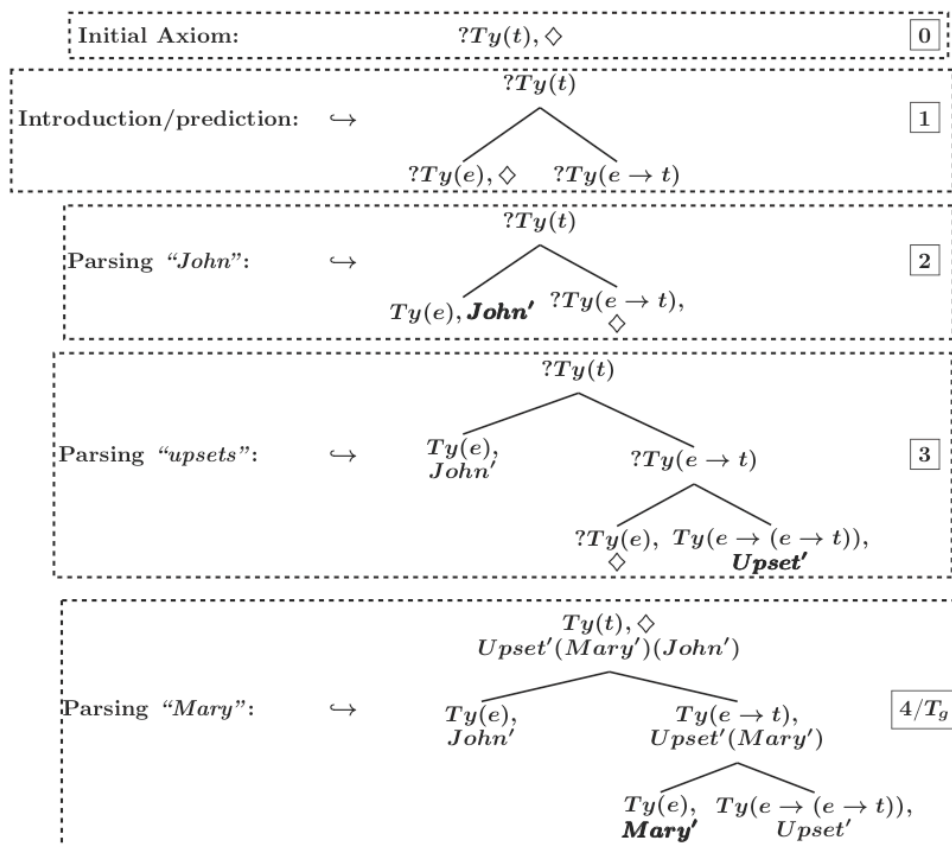 Initial Axiom: ?Ty(t), ◇ 0
?Ty(t)
Introduction/prediction: ↪ 1
?Ty(e), ◇ ?Ty(e → t)
?Ty(t)
Parsing “John”: ↪ 2
Ty(e), John′ ?Ty(e → t),
◇
?Ty(t)
Parsing “upsets”: ↪ Ty(e), ?Ty(e → t) 3
John′
?Ty(e), Ty(e → (e → t)),
◇ Upset′
Ty(t), ◇
Upset′(Mary′)(John′)
Parsing “Mary”: ↪ Ty(e), Ty(e → t), 4/T_g
John′ Upset′(Mary′)
Ty(e), Ty(e → (e → t)),
Mary′ Upset′